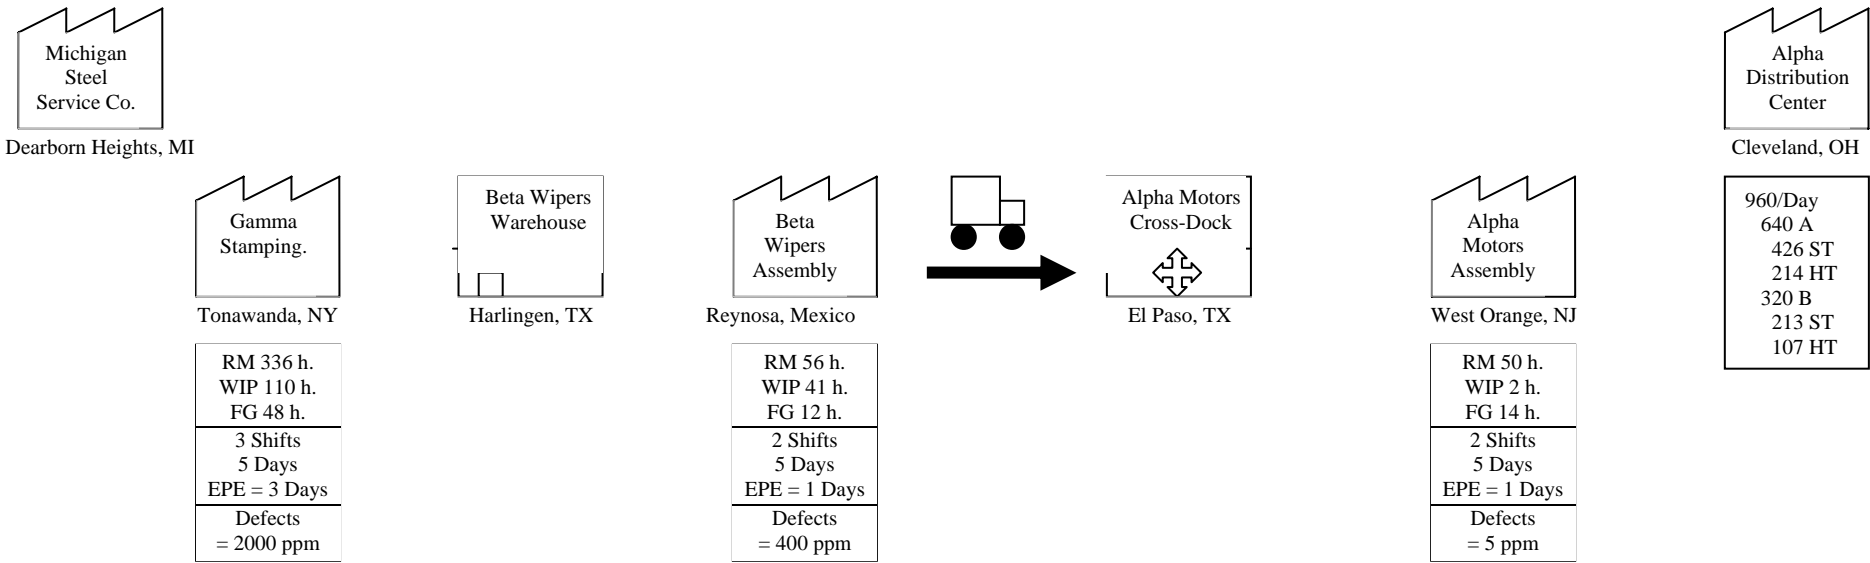 Michigan
Steel
Service Co.
Dearborn Heights, MI
Alpha
Distribution
Center
Cleveland, OH
Gamma
Stamping.
Tonawanda, NY
Beta Wipers
Warehouse
Harlingen, TX
Beta
Wipers
Assembly
Reynosa, Mexico
Alpha Motors
Cross-Dock
El Paso, TX
Alpha
Motors
Assembly
West Orange, NJ
960/Day
640 A
426 ST
214 HT
320 B
213 ST
107 HT
RM 336 h.
WIP 110 h.
FG 48 h.
3 Shifts
5 Days
EPE = 3 Days
Defects
= 2000 ppm
RM 56 h.
WIP 41 h.
FG 12 h.
2 Shifts
5 Days
EPE = 1 Days
Defects
= 400 ppm
RM 50 h.
WIP 2 h.
FG 14 h.
2 Shifts
5 Days
EPE = 1 Days
Defects
= 5 ppm